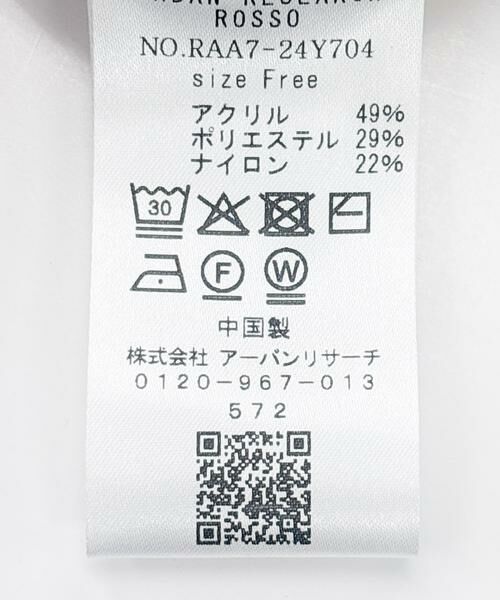 ROSSO
NO.RAA7-24Y704
size Free
アクリル 49%
ポリエステル 29%
ナイロン 22%
30
F W
中国製
株式会社 アーバンリサーチ
0120-967-013
572